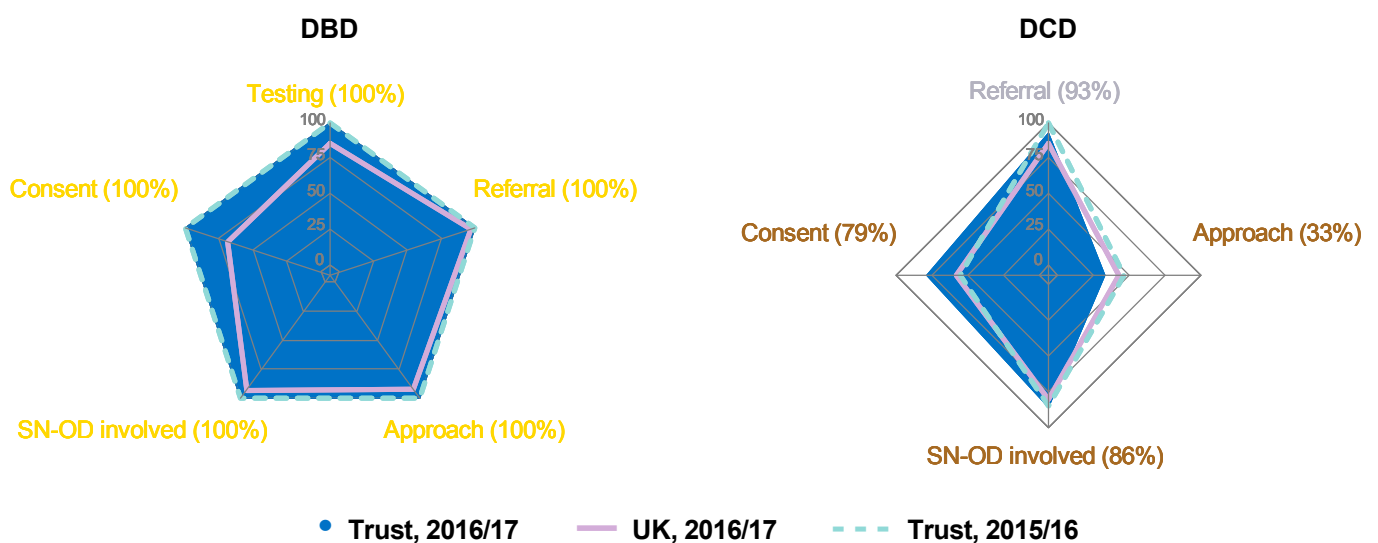 DBD
Testing (100%)
100
75
50
25
0
Consent (100%)
Referral (100%)
SN-OD involved (100%)
Approach (100%)
DCD
Referral (93%)
100
75
50
25
0
Consent (79%)
Approach (33%)
SN-OD involved (86%)
Trust, 2016/17
UK, 2016/17
Trust, 2015/16